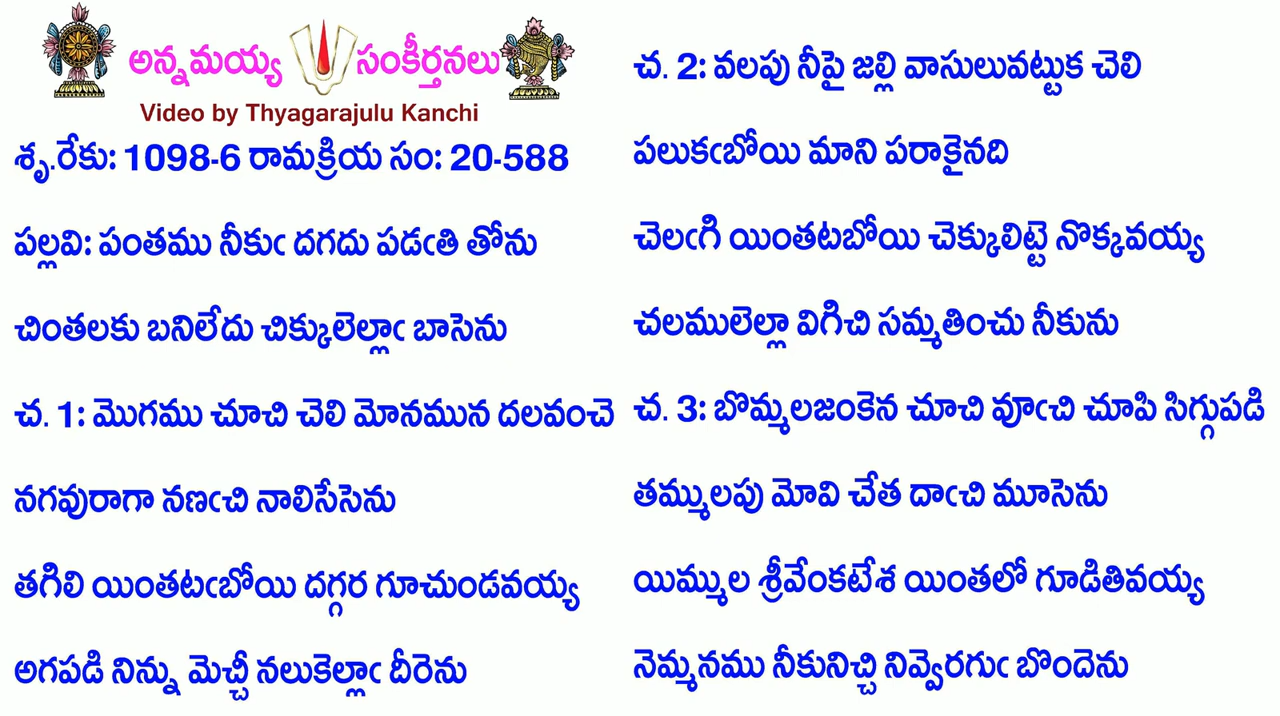 అన్నమయ్య సంకీర్తనలు
Video by Thyagarajulu Kanchi
శృ.రేకు: 1098-6 రామక్రియ సం: 20-588
పల్లవి: పంతము నీకుఁ దగదు పడఁతి తోను
చింతలకు బనిలేదు చిక్కులెల్లాఁ బాసెను
చ. 1: మొగము చూచి చెలి మోనమున దలవంచె
నగవురాగా నణఁచి నాలిసేసెను
తగిలి యింతటఁబోయి దగ్గర గూచుండవయ్య
అగపడి నిన్ను మెచ్చీ నలుకెల్లాఁ దీరెను
చ. 2: వలపు నీపై జల్లి వాసులువట్టుక చెలి
పలుకఁబోయి మాని పరాకైనది
చెలఁగి యింతటబోయి చెక్కులిట్టె నొక్కవయ్య
చలములెల్లా విగిచి సమ్మతించు నీకును
చ. 3: బొమ్మలజంకెన చూచి వూఁచి చూపి సిగ్గుపడి
తమ్ములపు మోవి చేత దాఁచి మూసెను
యిమ్ముల శ్రీవేంకటేశ యింతలో గూడితివయ్య
నెమ్మనము నీకునిచ్చి నివ్వెరగుఁ బొందెను